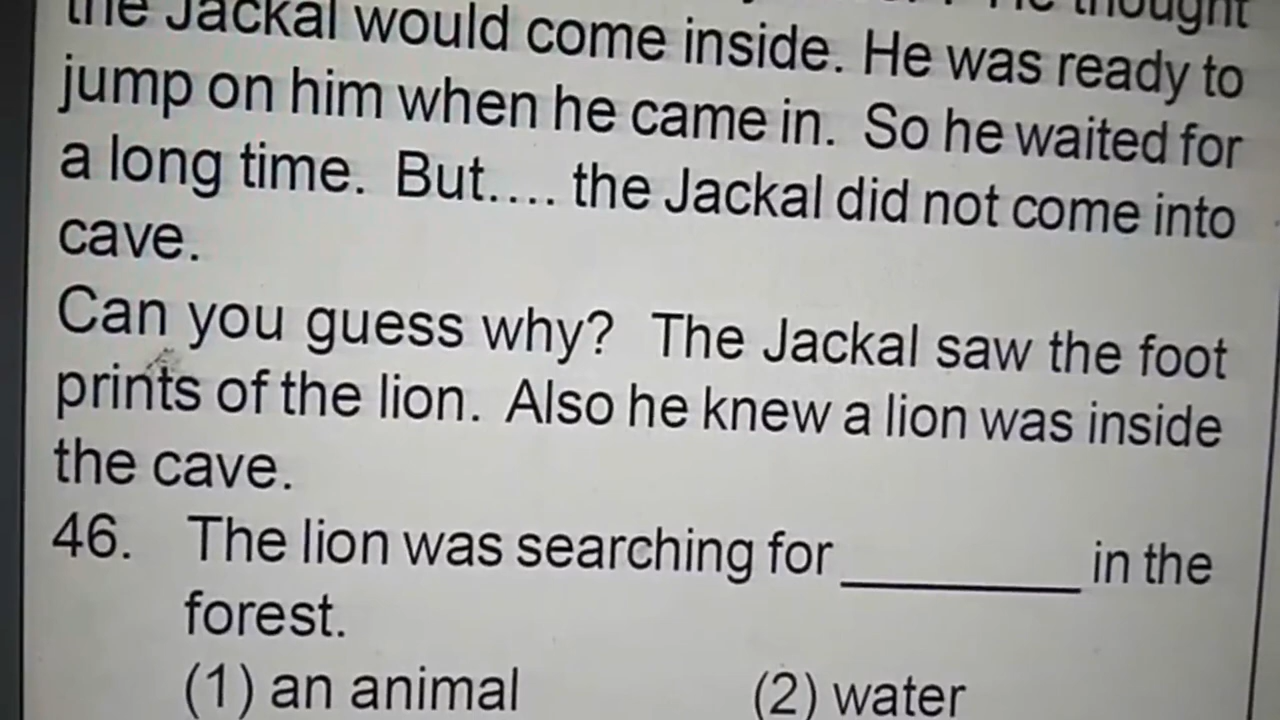 the Jackal would come inside. He was ready to
jump on him when he came in. So he waited for
a long time. But.... the Jackal did not come into
cave.
Can you guess why? The Jackal saw the foot
prints of the lion. Also he knew a lion was inside
the cave.
46. The lion was searching for ________ in the
forest.
(1) an animal (2) water